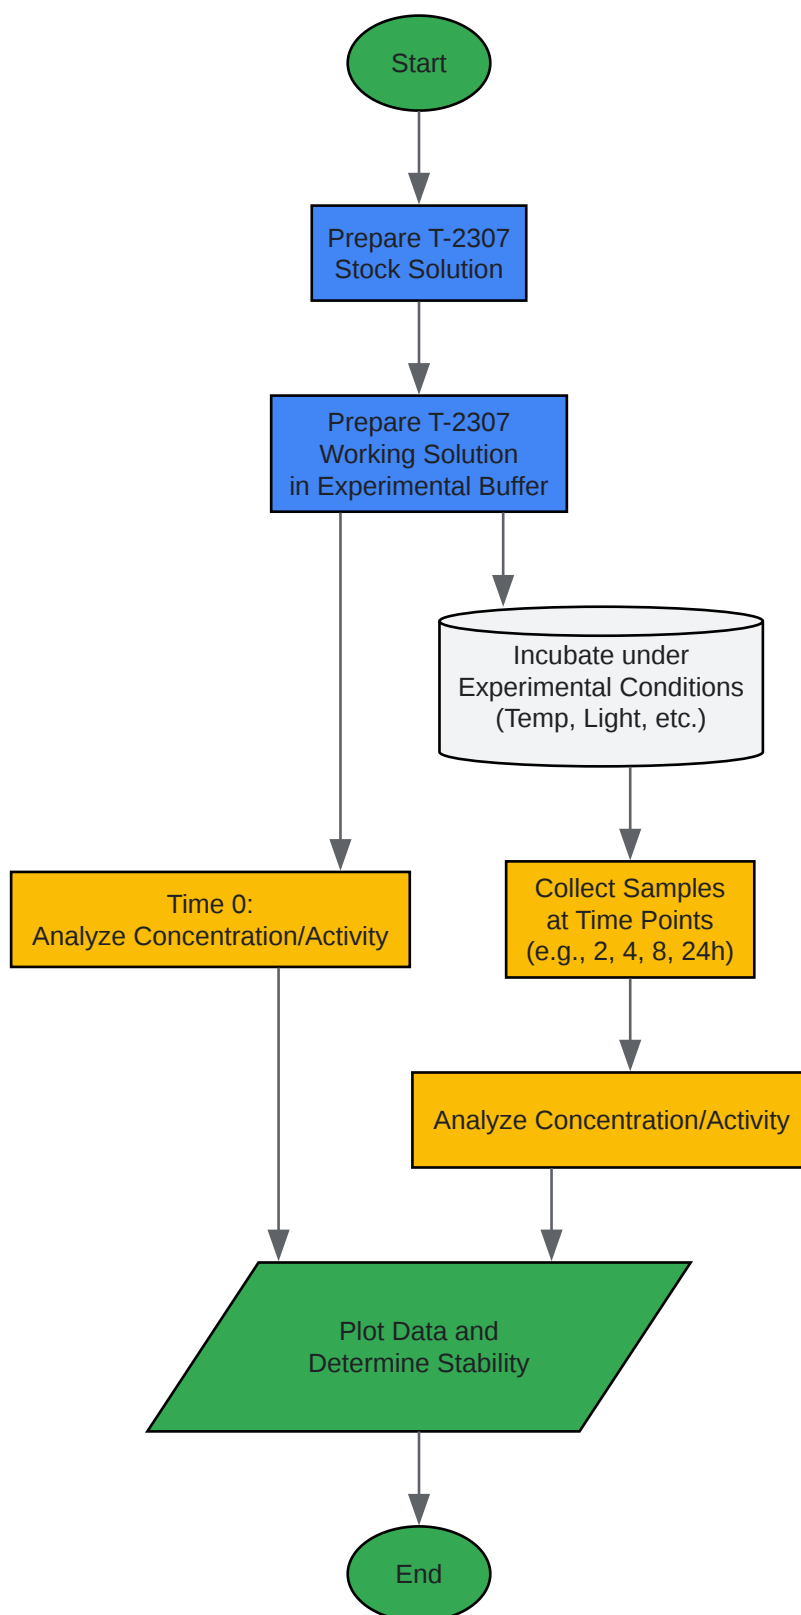 Start
Prepare T-2307
Stock Solution
Prepare T-2307
Working Solution
in Experimental Buffer
Incubate under
Experimental Conditions
(Temp, Light, etc.)
Time 0:
Analyze Concentration/Activity
Collect Samples
at Time Points
(e.g., 2, 4, 8, 24h)
Analyze Concentration/Activity
Plot Data and
Determine Stability
End